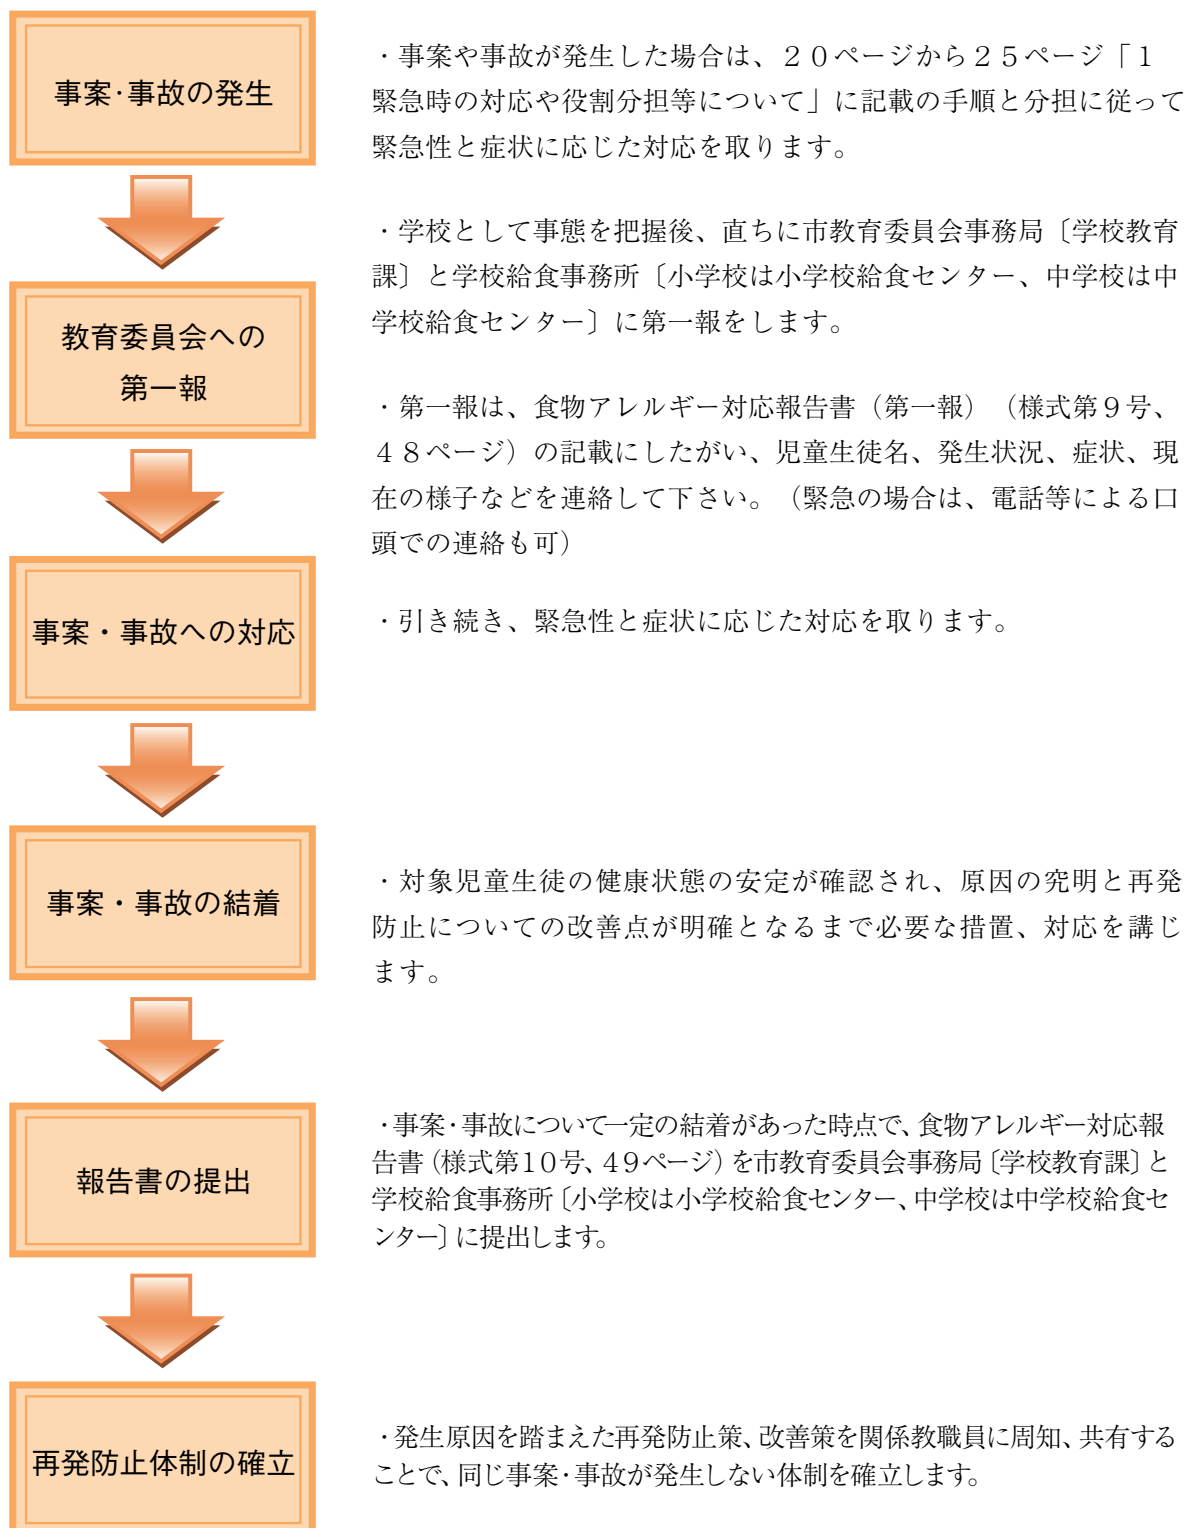 事案･事故の発生
・事案や事故が発生した場合は、２０ページから２５ページ「１
緊急時の対応や役割分担等について」に記載の手順と分担に従って
緊急性と症状に応じた対応を取ります。
教育委員会への
第一報
・学校として事態を把握後、直ちに市教育委員会事務局〔学校教育
課〕と学校給食事務所〔小学校は小学校給食センター、中学校は中
学校給食センター〕に第一報をします。
・第一報は、食物アレルギー対応報告書（第一報）（様式第９号、
４８ページ）の記載にしたがい、児童生徒名、発生状況、症状、現
在の様子などを連絡して下さい。（緊急の場合は、電話等による口
頭での連絡も可）
事案・事故への対応
・引き続き、緊急性と症状に応じた対応を取ります。
事案・事故の結着
・対象児童生徒の健康状態の安定が確認され、原因の究明と再発
防止についての改善点が明確となるまで必要な措置、対応を講じ
ます。
報告書の提出
・事案・事故について一定の結着があった時点で、食物アレルギー対応報
告書（様式第１０号、４９ページ）を市教育委員会事務局〔学校教育課〕と
学校給食事務所〔小学校は小学校給食センター、中学校は中学校給食セ
ンター〕に提出します。
再発防止体制の確立
・発生原因を踏まえた再発防止策、改善策を関係教職員に周知、共有する
ことで、同じ事案・事故が発生しない体制を確立します。